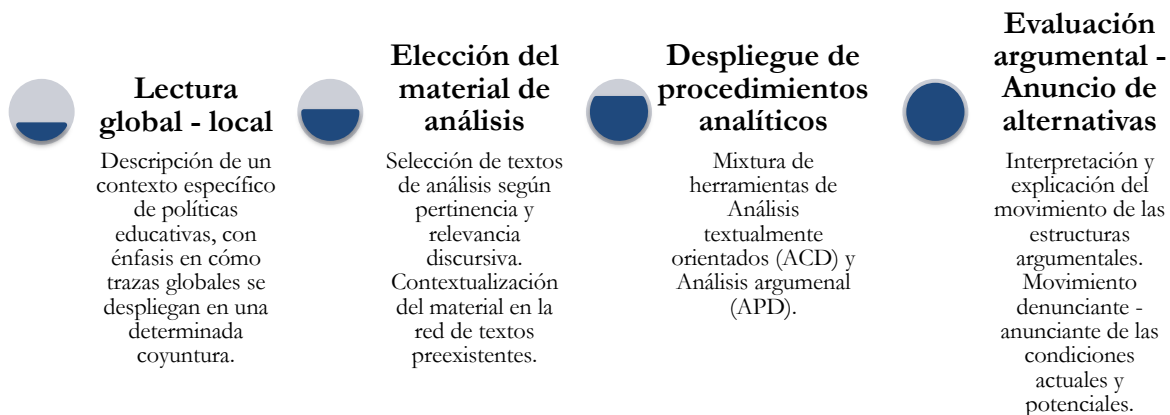 Lectura
global - local
Descripción de un
contexto específico
de políticas
educativas, con
énfasis en cómo
trazas globales se
despliegan en una
determinada
coyuntura.
Elección del
material de
análisis
Selección de textos
de análisis según
pertinencia y
relevancia
discursiva.
Contextualización
del material en la
red de textos
preexistentes.
Despliegue de
procedimientos
analíticos
Mixtura de
herramientas de
Análisis
textualmente
orientados (ACD) y
Análisis argumenal
(APD).
Evaluación
argumental -
Anuncio de
alternativas
Interpretación y
explicación del
movimiento de las
estructuras
argumentales.
Movimiento
denunciante -
anunciante de las
condiciones
actuales y
potenciales.